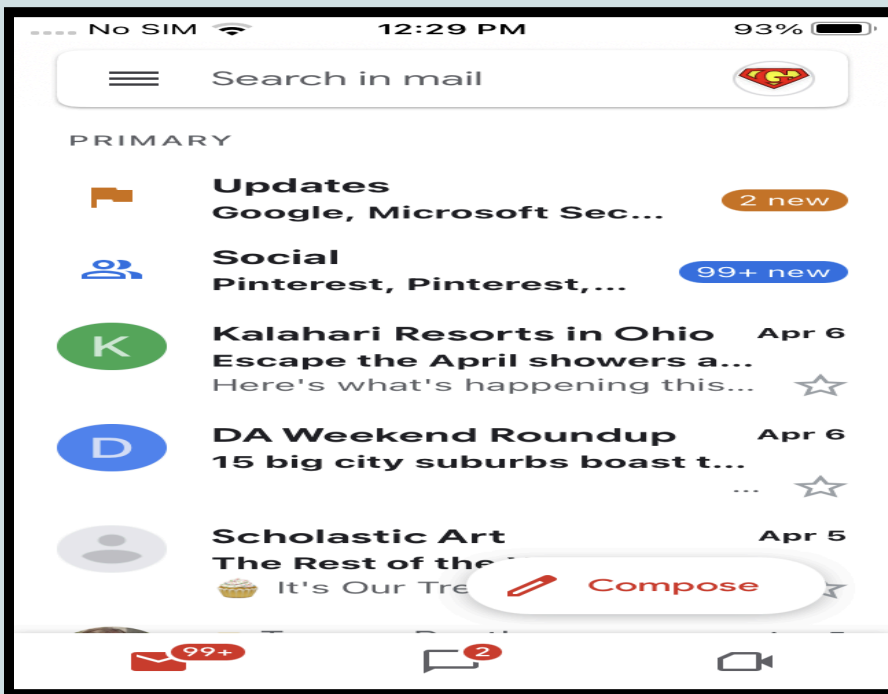 No SIM 12:29 PM 93%
Search in mail G
PRIMARY
Updates
Google, Microsoft Sec... 2 new
Social
Pinterest, Pinterest,... 99+ new
K Kalahari Resorts in Ohio Apr 6
Escape the April showers a...
Here's what's happening this...
D DA Weekend Roundup Apr 6
15 big city suburbs boast t...
...
Scholastic Art Apr 5
The Rest of the
It's Our Tre Compose
99+ 2